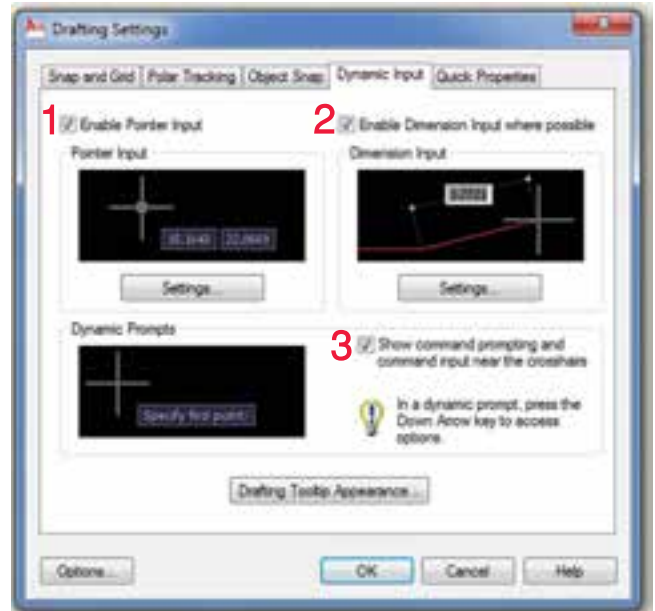 Drafting Settings
Snap and Grid Polar Tracking Object Snap Dynamic Input Quick Properties
1 Enable Pointer Input
2 Enable Dimension Input where possible
Pointer Input
Dimension Input
Settings...
Settings...
Dynamic Prompts
Specify first point:
3 Show command prompting and
command input near the crosshairs
In a dynamic prompt, press the
Down Arrow key to access
options.
Drafting Tooltip Appearance...
Options...
OK Cancel Help